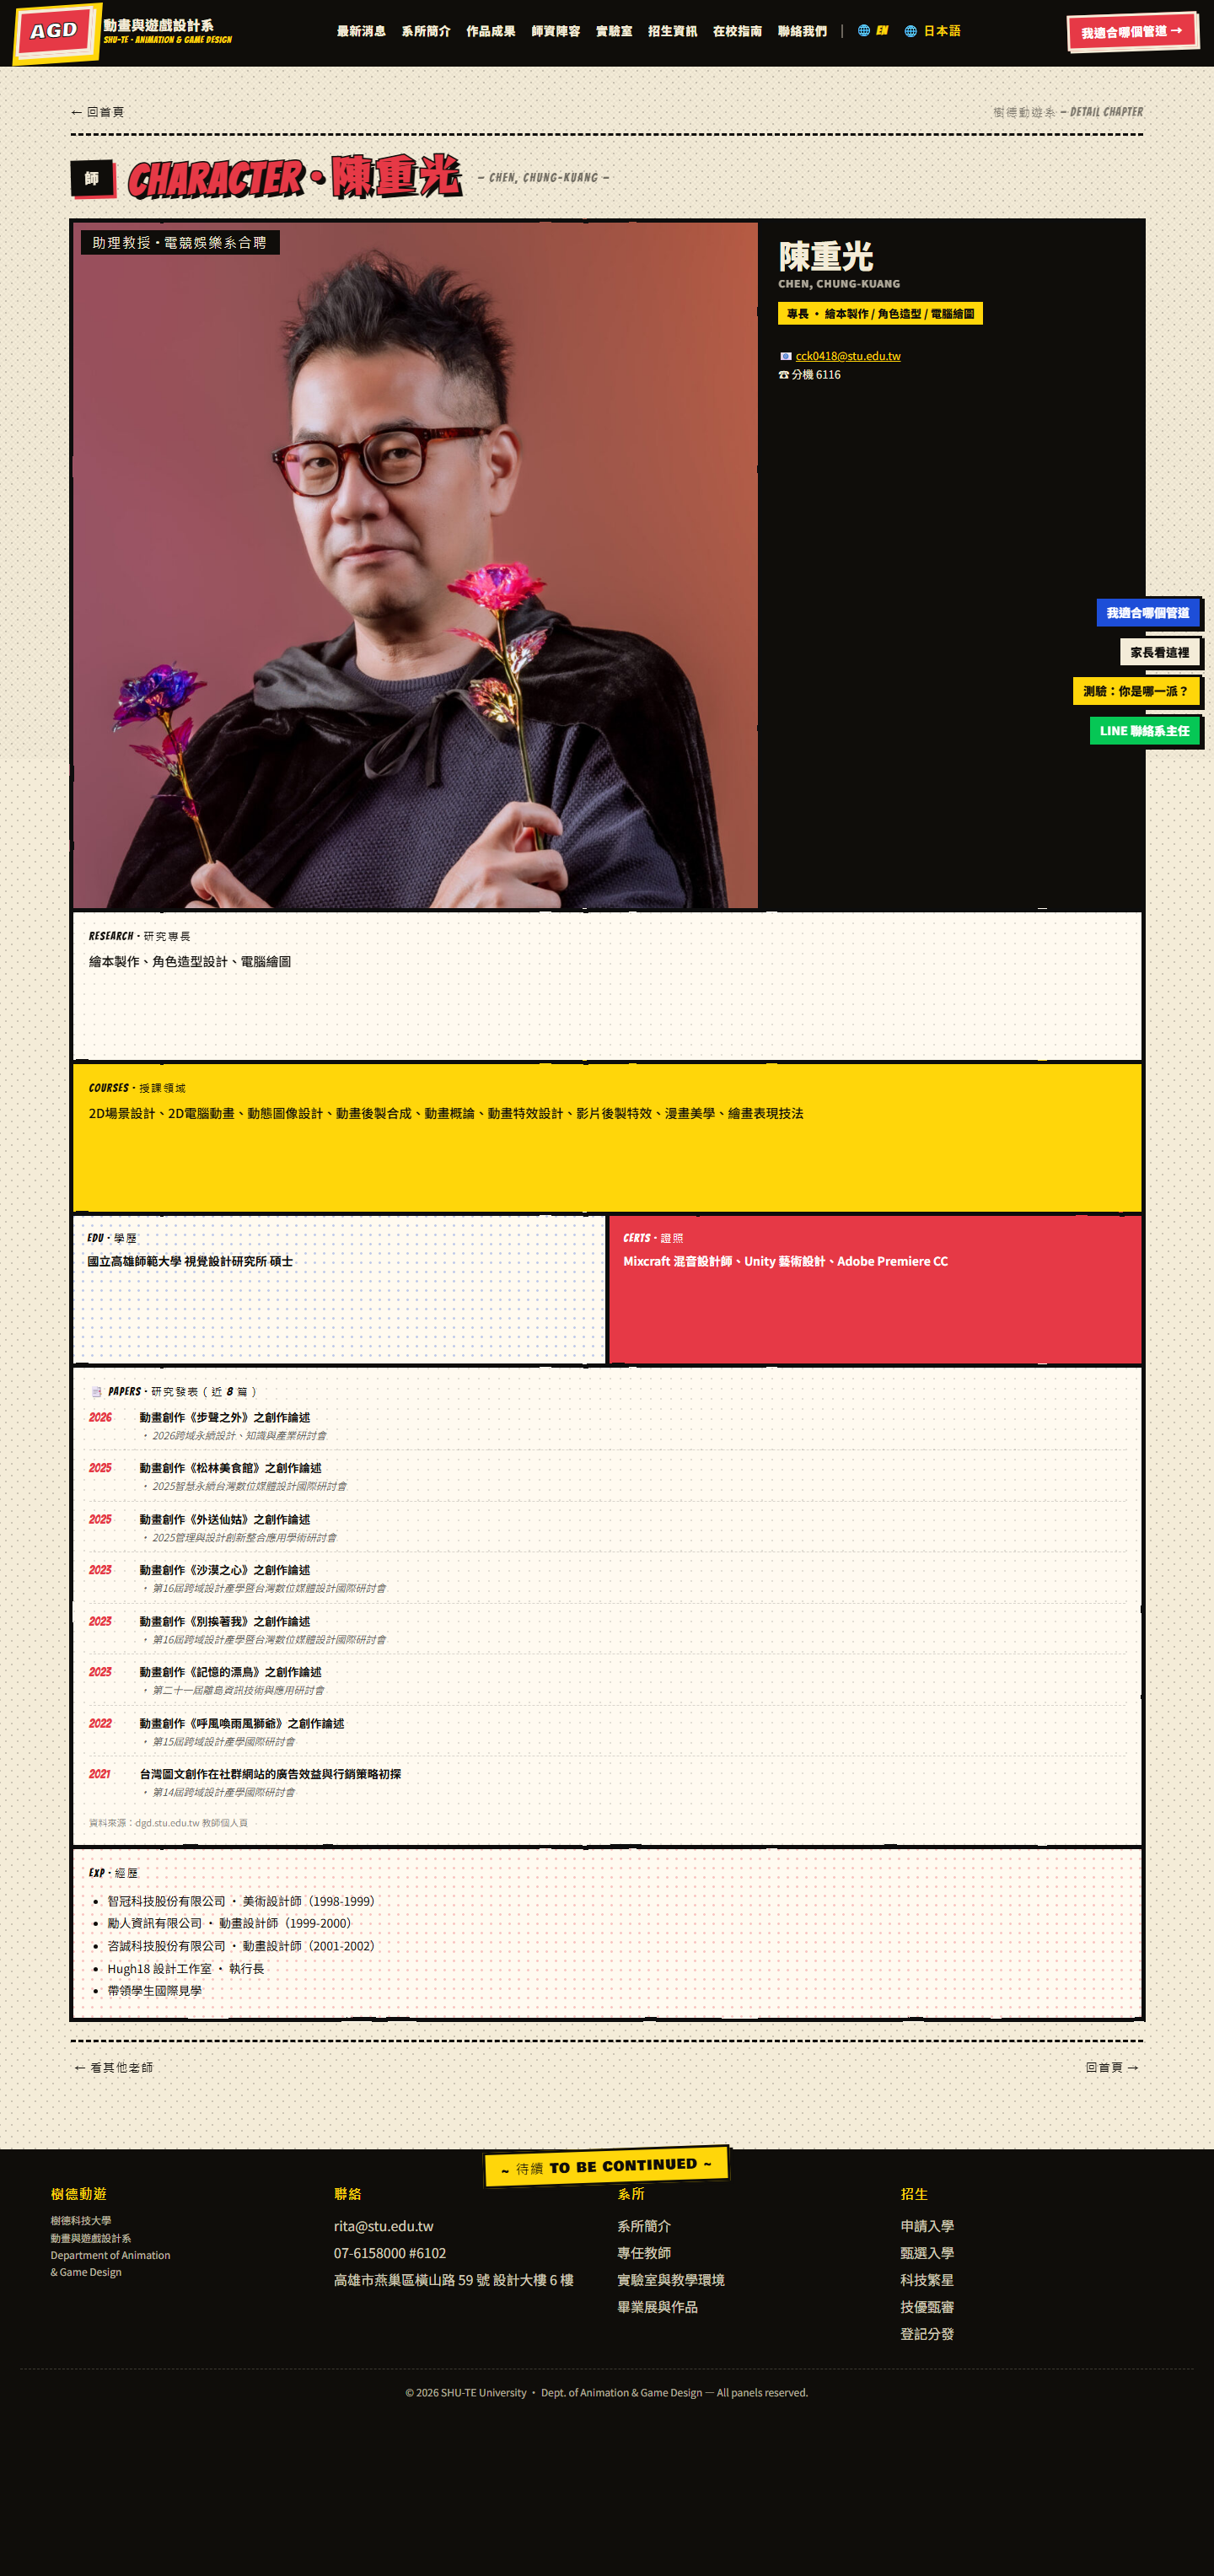 AGD
動畫與遊戲設計系
SHU-TE · ANIMATION & GAME DESIGN
最新消息 系所簡介 作品成果 師資陣容 實驗室 招生資訊 在校指南 聯絡我們 | 🌐 EN 🌐 日本語
我適合哪個管道 →
← 回首頁
樹德動遊系 — DETAIL CHAPTER
師
CHARACTER · 陳重光
— CHEN, CHUNG-KUANG —
助理教授·電競娛樂系合聘
陳重光
CHEN, CHUNG-KUANG
專長 · 繪本製作 / 角色造型 / 電腦繪圖
📧 cck0418@stu.edu.tw
☎ 分機 6116
我適合哪個管道
家長看這裡
測驗：你是哪一派？
LINE 聯絡系主任
RESEARCH · 研究專長
繪本製作、角色造型設計、電腦繪圖
COURSES · 授課領域
2D場景設計、2D電腦動畫、動態圖像設計、動畫後製合成、動畫概論、動畫特效設計、影片後製特效、漫畫美學、繪畫表現技法
EDU · 學歷
國立高雄師範大學 視覺設計研究所 碩士
CERTS · 證照
Mixcraft 混音設計師、Unity 藝術設計、Adobe Premiere CC
PAPERS · 研究發表（近 8 篇）
2026 動畫創作《步聲之外》之創作論述
· 2026跨域永續設計、知識與產業研討會
2025 動畫創作《松林美食館》之創作論述
· 2025智慧永續台灣數位媒體設計國際研討會
2025 動畫創作《外送仙姑》之創作論述
· 2025管理與設計創新整合應用學術研討會
2023 動畫創作《沙漠之心》之創作論述
· 第16屆跨域設計產學暨台灣數位媒體設計國際研討會
2023 動畫創作《別挨著我》之創作論述
· 第16屆跨域設計產學暨台灣數位媒體設計國際研討會
2023 動畫創作《記憶的漂鳥》之創作論述
· 第二十一屆離島資訊技術與應用研討會
2022 動畫創作《呼風喚雨風獅爺》之創作論述
· 第15屆跨域設計產學國際研討會
2021 台灣圖文創作在社群網站的廣告效益與行銷策略初探
· 第14屆跨域設計產學國際研討會
資料來源：dgd.stu.edu.tw 教師個人頁
EXP · 經歷
• 智冠科技股份有限公司 · 美術設計師（1998-1999）
• 勵人資訊有限公司 · 動畫設計師（1999-2000）
• 咨誠科技股份有限公司 · 動畫設計師（2001-2002）
• Hugh18 設計工作室 · 執行長
• 帶領學生國際見學
← 看其他老師
回首頁 →
~ 待續 TO BE CONTINUED ~
樹德動遊
樹德科技大學
動畫與遊戲設計系
Department of Animation
& Game Design
聯絡
rita@stu.edu.tw
07-6158000 #6102
高雄市燕巢區橫山路 59 號 設計大樓 6 樓
系所
系所簡介
專任教師
實驗室與教學環境
畢業展與作品
招生
申請入學
甄選入學
科技繁星
技優甄審
登記分發
© 2026 SHU-TE University · Dept. of Animation & Game Design — All panels reserved.